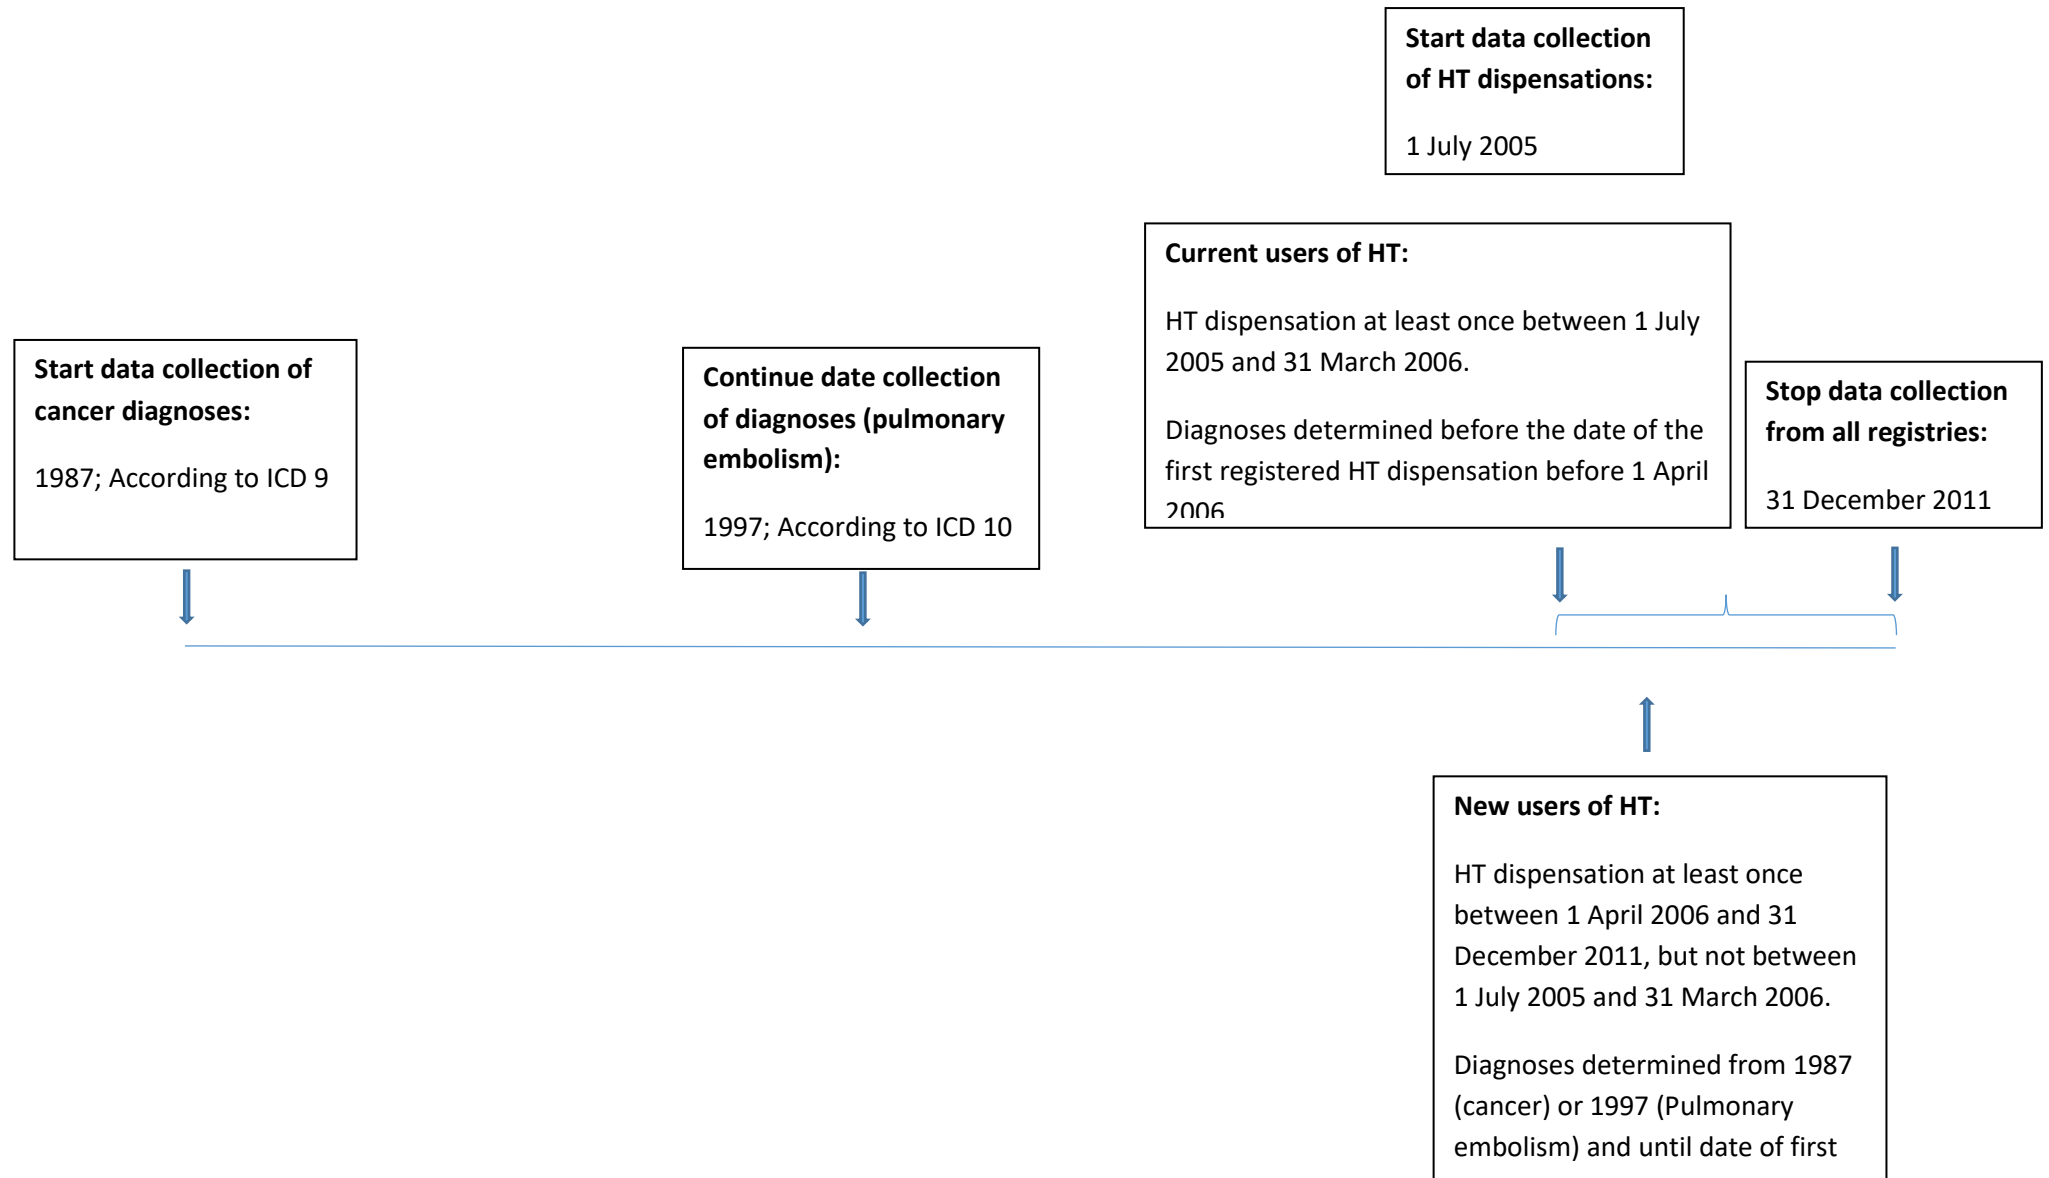 Start data collection
of HT dispensations:
1 July 2005
Current users of HT:
HT dispensation at least once between 1 July
2005 and 31 March 2006.
Diagnoses determined before the date of the
first registered HT dispensation before 1 April
2006
Start data collection of
cancer diagnoses:
1987; According to ICD 9
Continue date collection
of diagnoses (pulmonary
embolism):
1997; According to ICD 10
Stop data collection
from all registries:
31 December 2011
New users of HT:
HT dispensation at least once
between 1 April 2006 and 31
December 2011, but not between
1 July 2005 and 31 March 2006.
Diagnoses determined from 1987
(cancer) or 1997 (Pulmonary
embolism) and until date of first